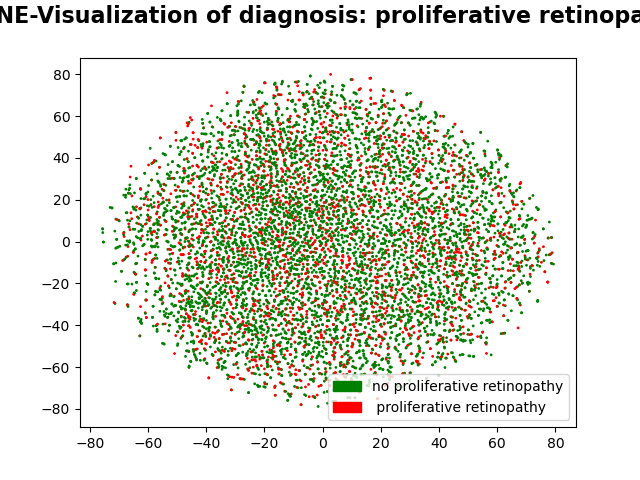 NE-Visualization of diagnosis: proliferative retinopa
80
60
40
20
0
−20
−40
−60
−80
−80 −60 −40 −20 0 20 40 60 80
no proliferative retinopathy
proliferative retinopathy